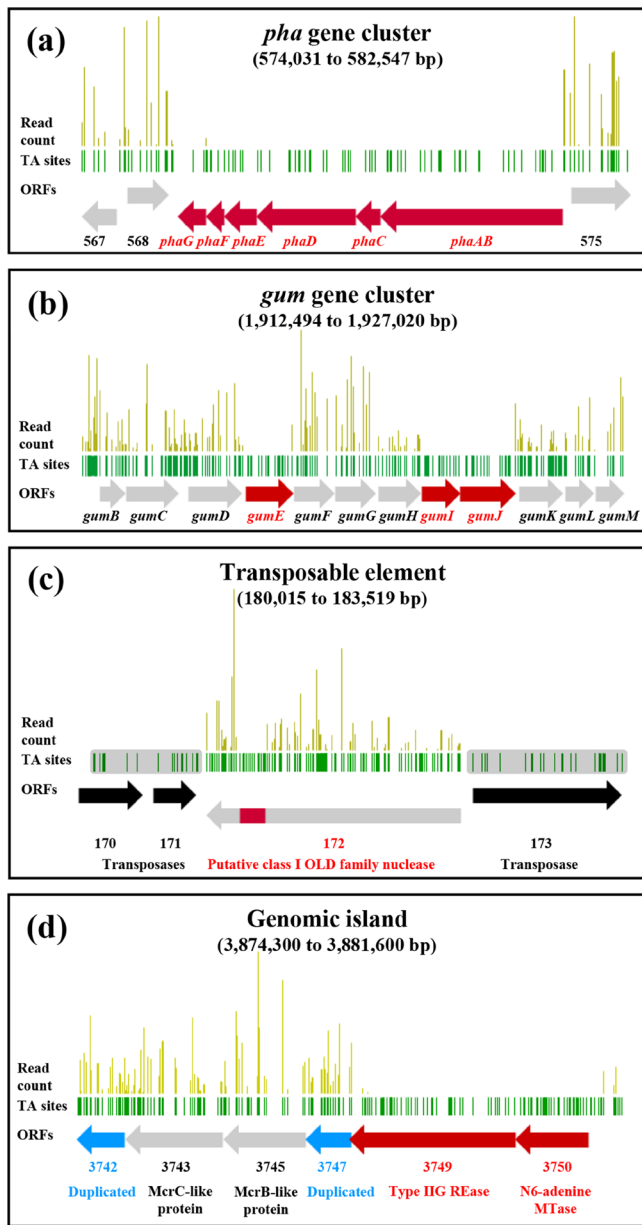 (a)
pha gene cluster
(574,031 to 582,547 bp)
Read
count
TA sites
ORFs
567 568 phaG phaF phaE phaD phaC phaAB 575
(b)
gum gene cluster
(1,912,494 to 1,927,020 bp)
Read
count
TA sites
ORFs
gumB gumC gumD gumE gumF gumG gumH gumI gumJ gumK gumL gumM
(c)
Transposable element
(180,015 to 183,519 bp)
Read
count
TA sites
ORFs
170 171 172 173
Transposases Putative class I OLD family nuclease Transposase
(d)
Genomic island
(3,874,300 to 3,881,600 bp)
Read
count
TA sites
ORFs
3742 3743 3745 3747 3749 3750
Duplicated McrC-like McrB-like Duplicated Type IIG REase N6-adenine
protein protein MTase